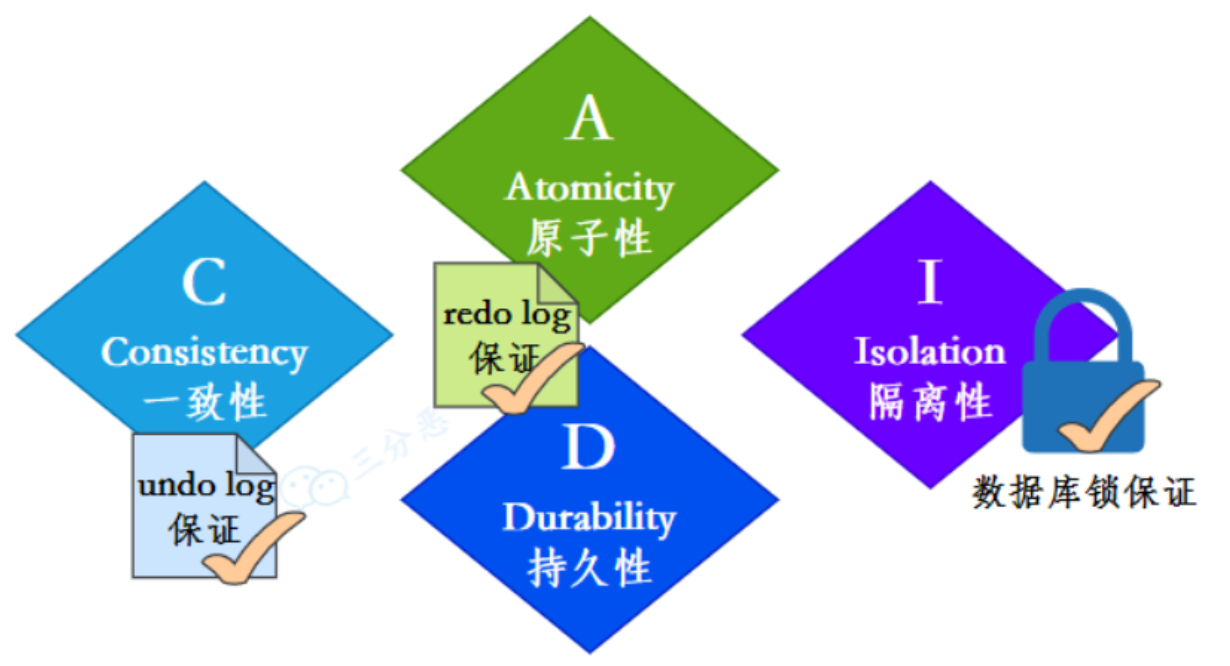 A
Atomicity
原子性
C
Consistency
一致性
undo log
保证
redo log
保证
D
Durability
持久性
I
Isolation
隔离性
数据库锁保证
三分恶